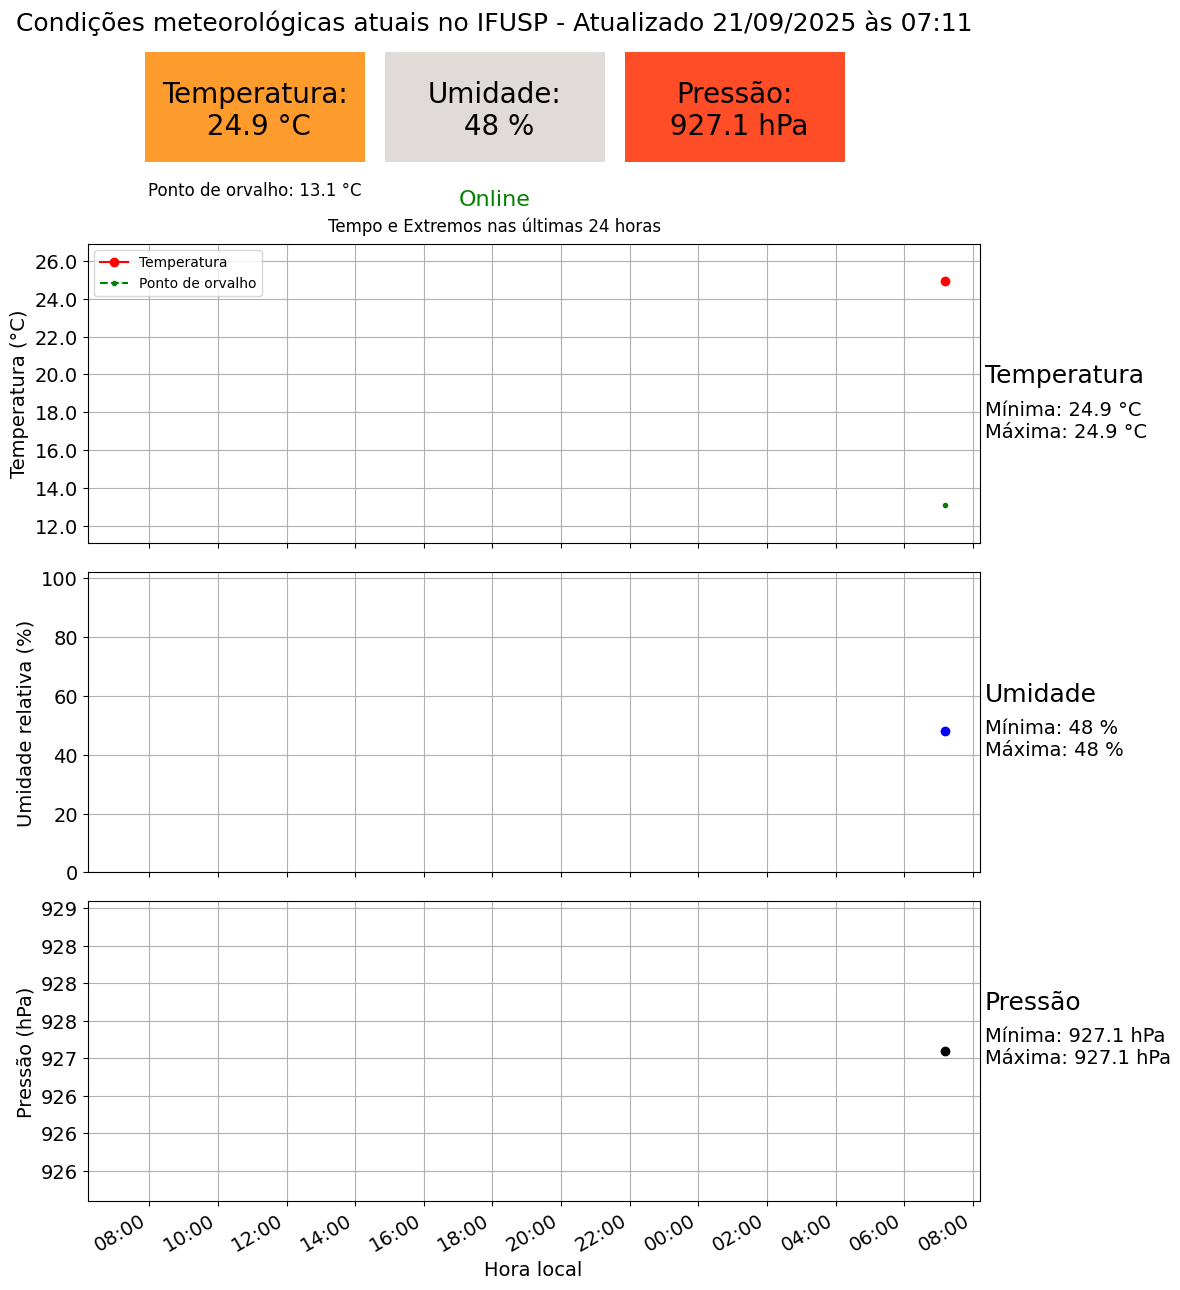 Condições meteorológicas atuais no IFUSP - Atualizado 21/09/2025 às 07:11
Temperatura:
24.9 °C
Umidade:
48 %
Pressão:
927.1 hPa
Ponto de orvalho: 13.1 °C
Online
Tempo e Extremos nas últimas 24 horas
Temperatura
Ponto de orvalho
Temperatura (°C)
26.0
24.0
22.0
20.0
18.0
16.0
14.0
12.0
Temperatura
Mínima: 24.9 °C
Máxima: 24.9 °C
Umidade relativa (%)
100
80
60
40
20
0
Umidade
Mínima: 48 %
Máxima: 48 %
Pressão (hPa)
929
928
928
928
927
926
926
926
Pressão
Mínima: 927.1 hPa
Máxima: 927.1 hPa
08:00
10:00
12:00
14:00
16:00
18:00
20:00
22:00
00:00
02:00
04:00
06:00
08:00
Hora local